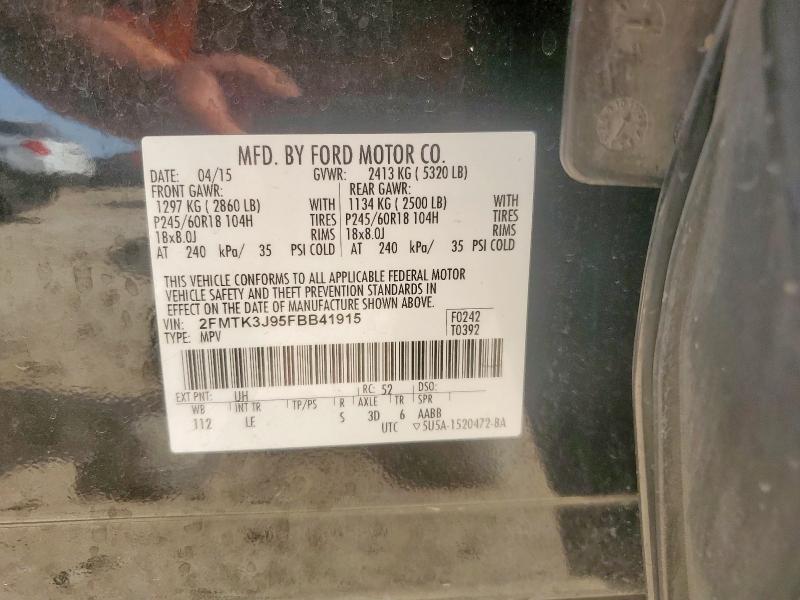 MFD. BY FORD MOTOR CO.
DATE: 04/15 GVWR: 2413 KG ( 5320 LB)
FRONT GAWR: REAR GAWR:
1297 KG ( 2860 LB) WITH 1134 KG ( 2500 LB) WITH
P245/60R18 104H TIRES P245/60R18 104H TIRES
18x8.0J RIMS 18x8.0J RIMS
AT 240 kPa/ 35 PSI COLD AT 240 kPa/ 35 PSI COLD
THIS VEHICLE CONFORMS TO ALL APPLICABLE FEDERAL MOTOR
VEHICLE SAFETY AND THEFT PREVENTION STANDARDS IN
EFFECT ON THE DATE OF MANUFACTURE SHOWN ABOVE.
VIN: 2FMTK3J95FBB41915 F0242
TYPE: MPV T0392
EXT PNT: UH RC: 52 DSO:
WB INT TR TP/PS R AXLE TR SPR
112 LE S 3D 6 AABB
UTC ▽5U5A-1520472-BA